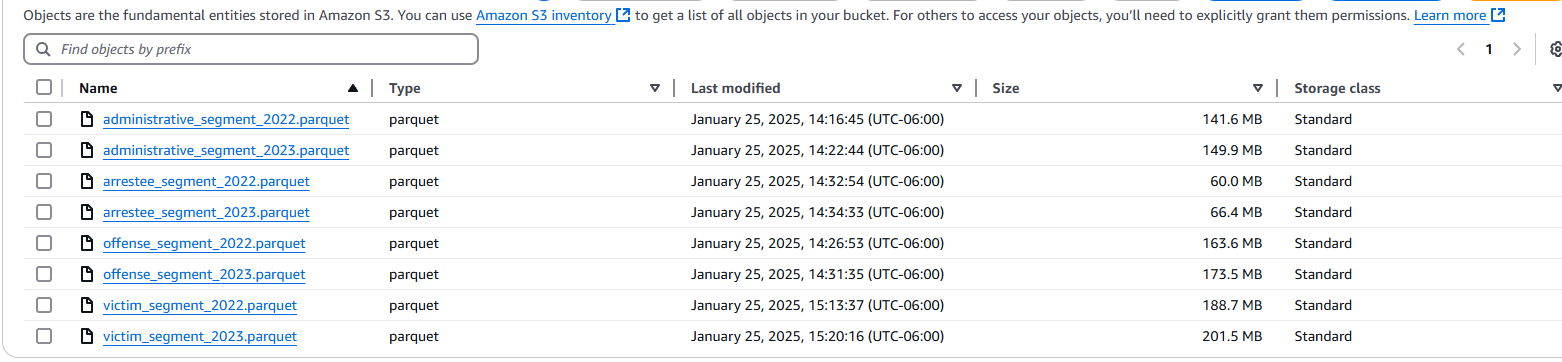 Objects are the fundamental entities stored in Amazon S3. You can use Amazon S3 inventory to get a list of all objects in your bucket. For others to access your objects, you'll need to explicitly grant them permissions. Learn more
Find objects by prefix
1
Name Type Last modified Size Storage class
administrative_segment_2022.parquet parquet January 25, 2025, 14:16:45 (UTC-06:00) 141.6 MB Standard
administrative_segment_2023.parquet parquet January 25, 2025, 14:22:44 (UTC-06:00) 149.9 MB Standard
arrestee_segment_2022.parquet parquet January 25, 2025, 14:32:54 (UTC-06:00) 60.0 MB Standard
arrestee_segment_2023.parquet parquet January 25, 2025, 14:34:33 (UTC-06:00) 66.4 MB Standard
offense_segment_2022.parquet parquet January 25, 2025, 14:26:53 (UTC-06:00) 163.6 MB Standard
offense_segment_2023.parquet parquet January 25, 2025, 14:31:35 (UTC-06:00) 173.5 MB Standard
victim_segment_2022.parquet parquet January 25, 2025, 15:13:37 (UTC-06:00) 188.7 MB Standard
victim_segment_2023.parquet parquet January 25, 2025, 15:20:16 (UTC-06:00) 201.5 MB Standard